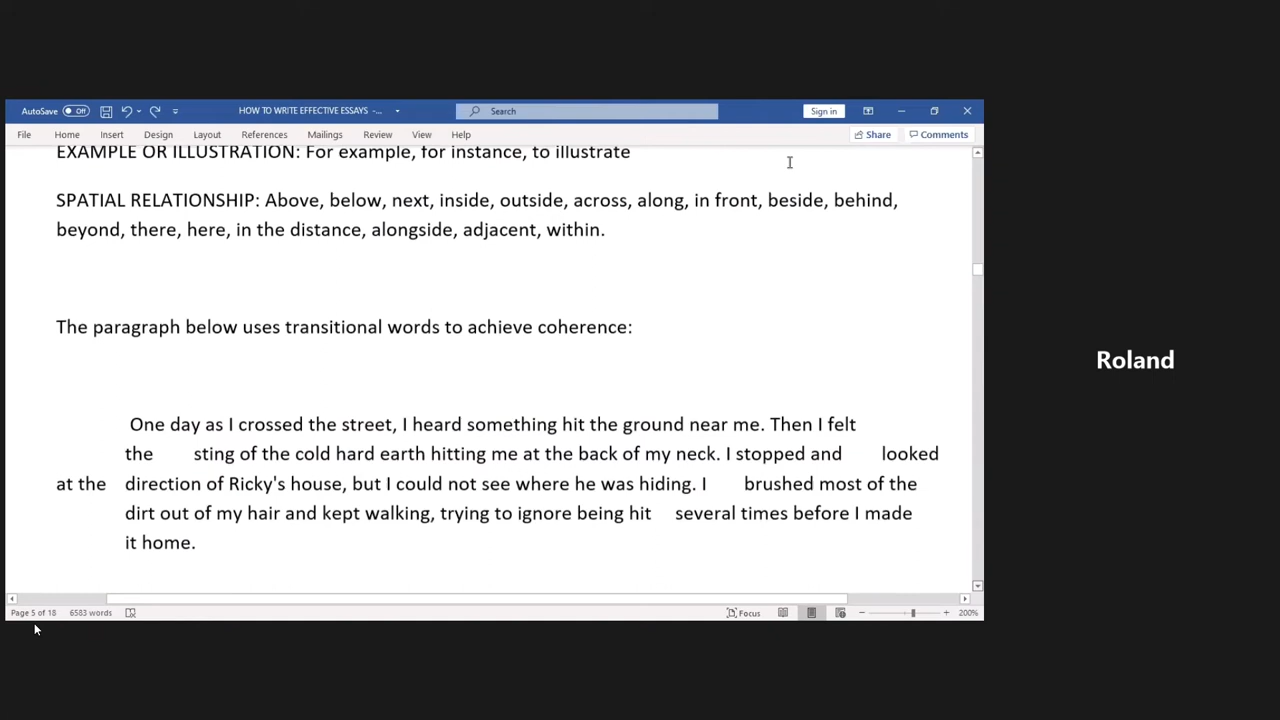 AutoSave Off HOW TO WRITE EFFECTIVE ESSAYS -... Search Sign in
File Home Insert Design Layout References Mailings Review View Help Share Comments
EXAMPLE OR ILLUSTRATION: For example, for instance, to illustrate
SPATIAL RELATIONSHIP: Above, below, next, inside, outside, across, along, in front, beside, behind,
beyond, there, here, in the distance, alongside, adjacent, within.
The paragraph below uses transitional words to achieve coherence:
One day as I crossed the street, I heard something hit the ground near me. Then I felt
the sting of the cold hard earth hitting me at the back of my neck. I stopped and looked
at the direction of Ricky's house, but I could not see where he was hiding. I brushed most of the
dirt out of my hair and kept walking, trying to ignore being hit several times before I made
it home.
Page 5 of 18 6583 words Focus 200%
Roland